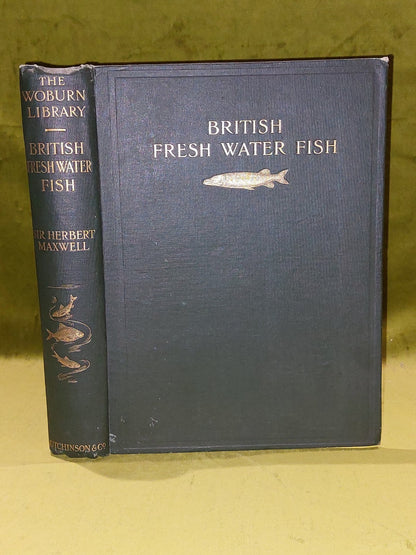 THE
WOBURN
LIBRARY
BRITISH
FRESH WATER
FISH
SIR HERBERT
MAXWELL
HUTCHINSON & Co
BRITISH
FRESH WATER FISH